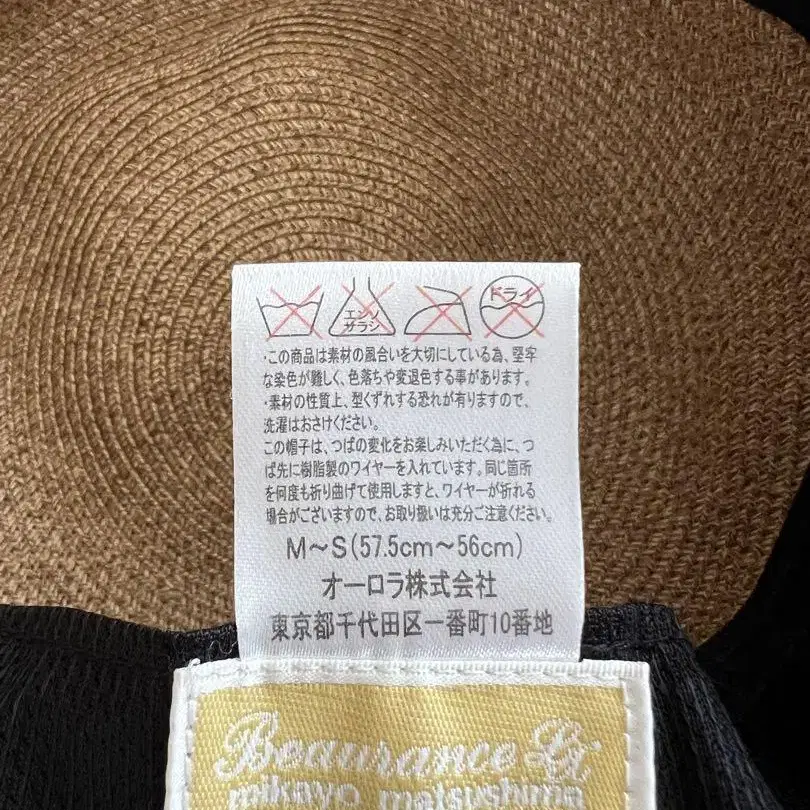 エンソ
サラシ
ドライ
・この商品は素材の風合いを大切にしている為、堅牢
な染色が難しく、色落ちや変退色する事があります。
・素材の性質上、型くずれする恐れが有りますので、
洗濯はおさけください。
この帽子は、つばの変化をお楽しみいただく為に、つ
ば先に樹脂製のワイヤーを入れています。同じ箇所
を何度も折り曲げて使用しますと、ワイヤーが折れる
場合がございますので、お取り扱いは充分ご注意ください。
M〜S(57.5cm〜56cm)
オーロラ株式会社
東京都千代田区一番町10番地
Beaurance
mikayo matsushima